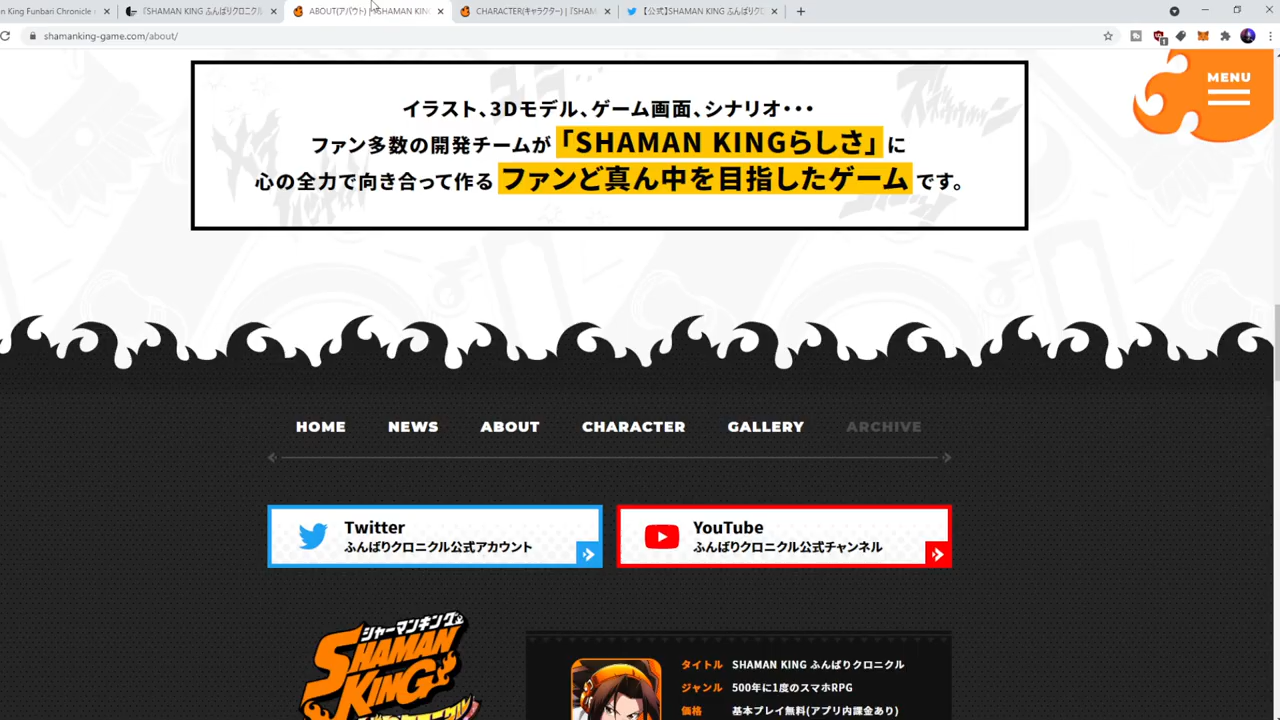 en King Funbari Chronicle
『SHAMAN KING ふんばりクロニクル
ABOUT(アバウト) | 『SHAMAN KING
CHARACTER(キャラクター) | 『SHAM
【公式】SHAMAN KING ふんばりクロ
shamanking-game.com/about/
1
MENU
イラスト、3Dモデル、ゲーム画面、シナリオ・・・
ファン多数の開発チームが「SHAMAN KINGらしさ」に
心の全力で向き合って作る ファンど真ん中を目指したゲーム です。
HOME NEWS ABOUT CHARACTER GALLERY ARCHIVE
Twitter
ふんばりクロニクル公式アカウント
YouTube
ふんばりクロニクル公式チャンネル
シャーマンキング
SHAMAN
KING
タイトル SHAMAN KING ふんばりクロニクル
ジャンル 500年に1度のスマホRPG
価格 基本プレイ無料(アプリ内課金あり)